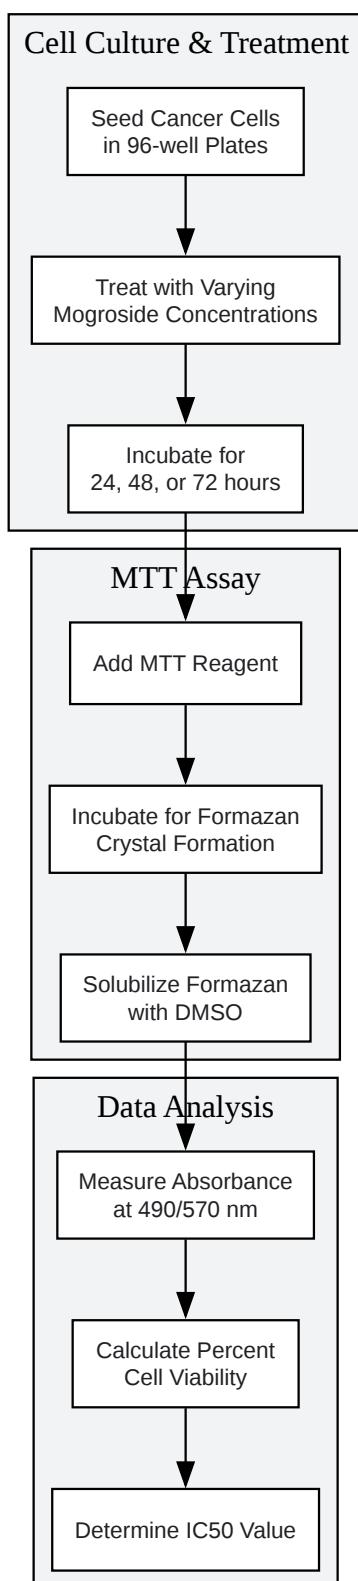 Cell Culture & Treatment
Seed Cancer Cells
in 96-well Plates
Treat with Varying
Mogroside Concentrations
Incubate for
24, 48, or 72 hours
MTT Assay
Add MTT Reagent
Incubate for Formazan
Crystal Formation
Solubilize Formazan
with DMSO
Data Analysis
Measure Absorbance
at 490/570 nm
Calculate Percent
Cell Viability
Determine IC50 Value